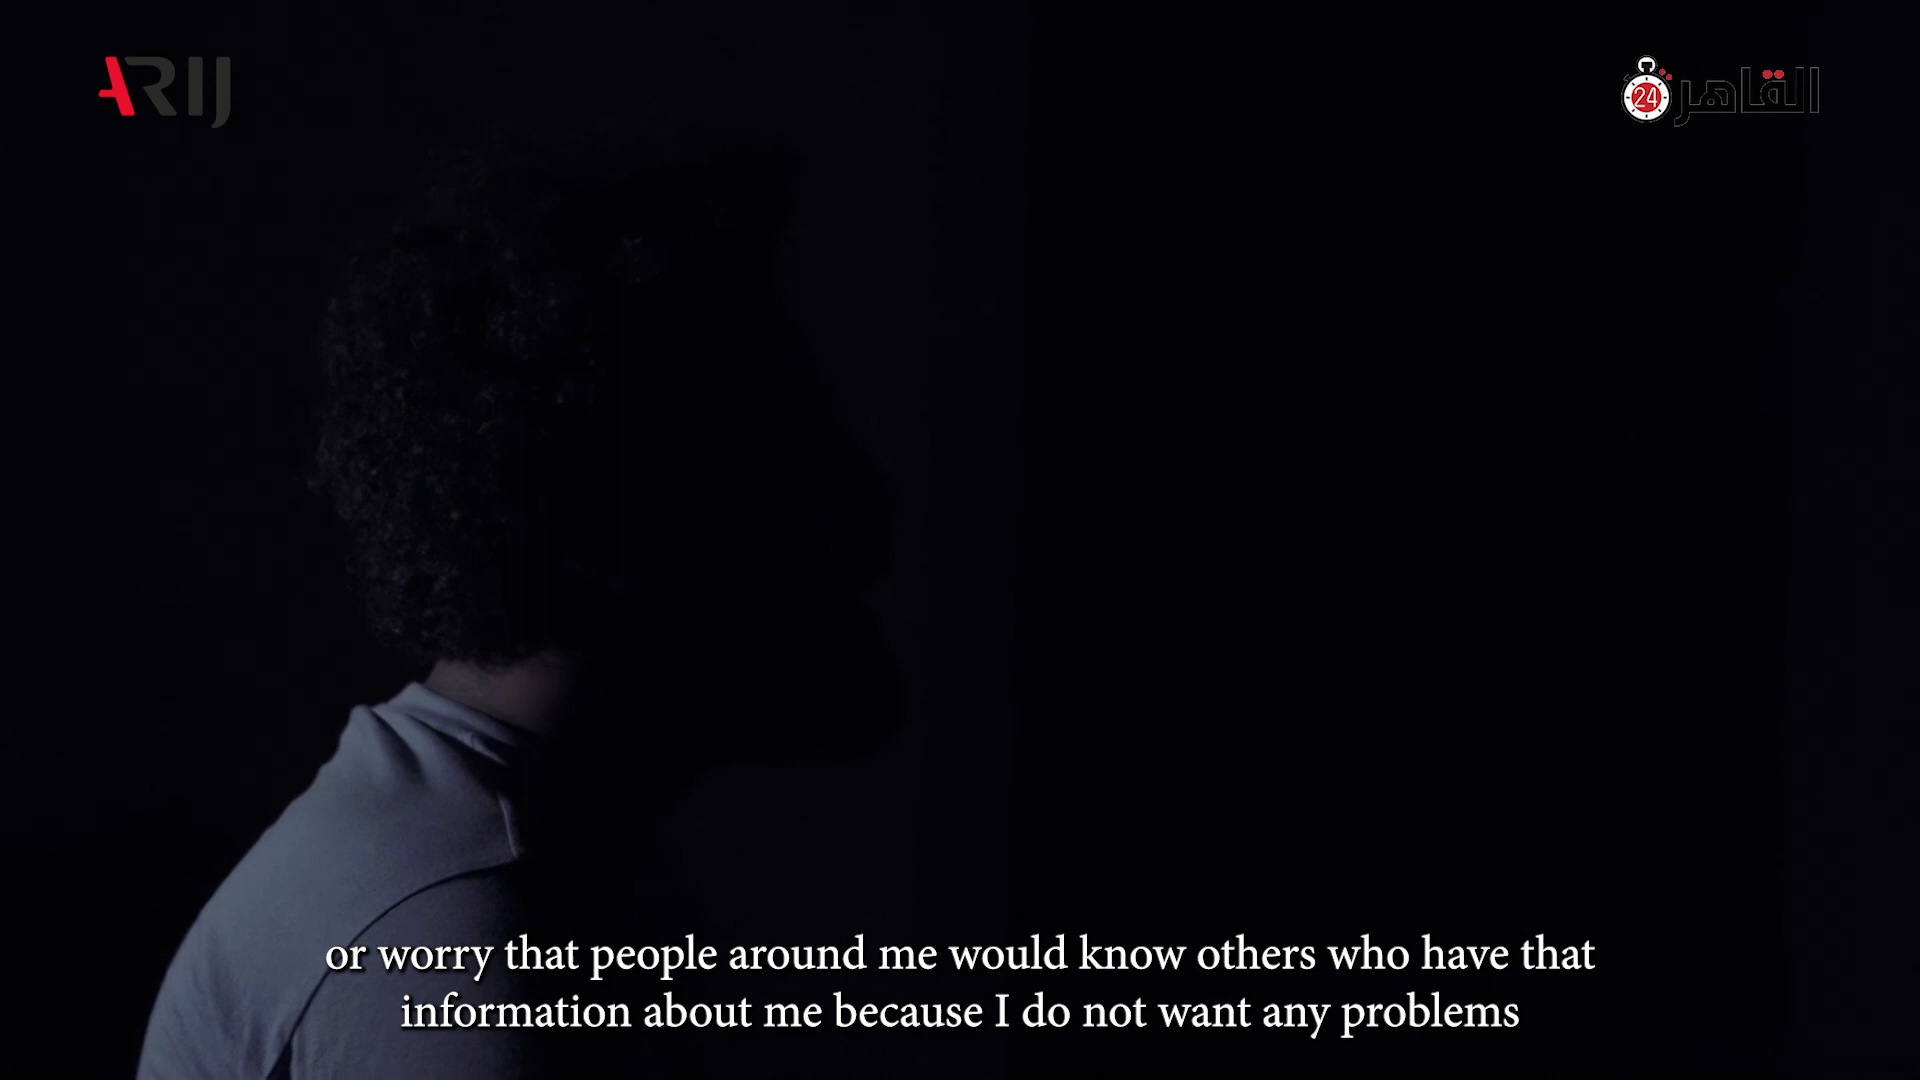 ARIJ
القاهرة 24
or worry that people around me would know others who have that
information about me because I do not want any problems